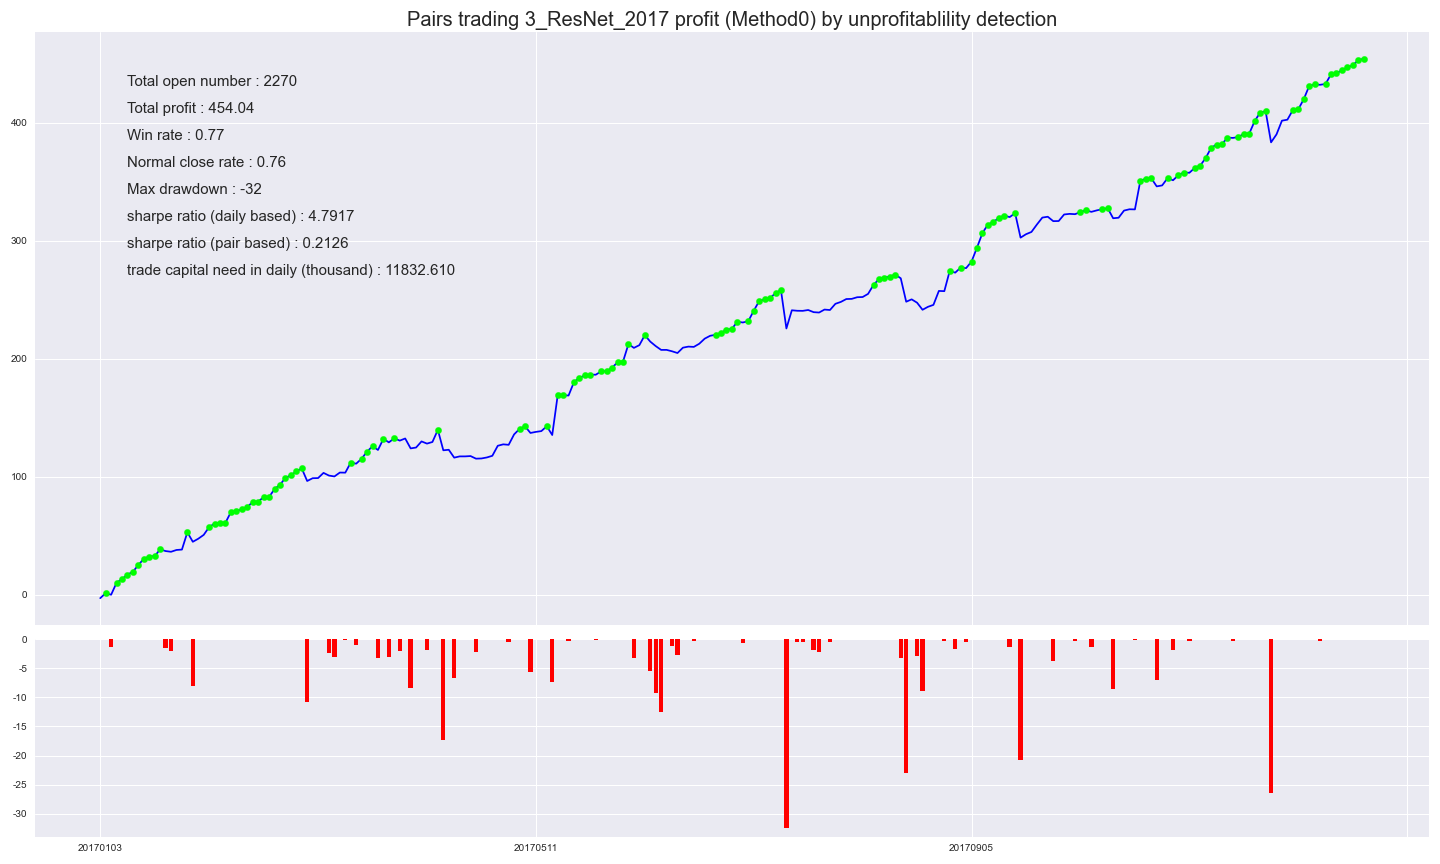 Pairs trading 3_ResNet_2017 profit (Method0) by unprofitablility detection
Total open number : 2270
Total profit : 454.04
Win rate : 0.77
Normal close rate : 0.76
Max drawdown : -32
sharpe ratio (daily based) : 4.7917
sharpe ratio (pair based) : 0.2126
trade capital need in daily (thousand) : 11832.610
400
300
200
100
0
0
-5
-10
-15
-20
-25
-30
20170103
20170511
20170905